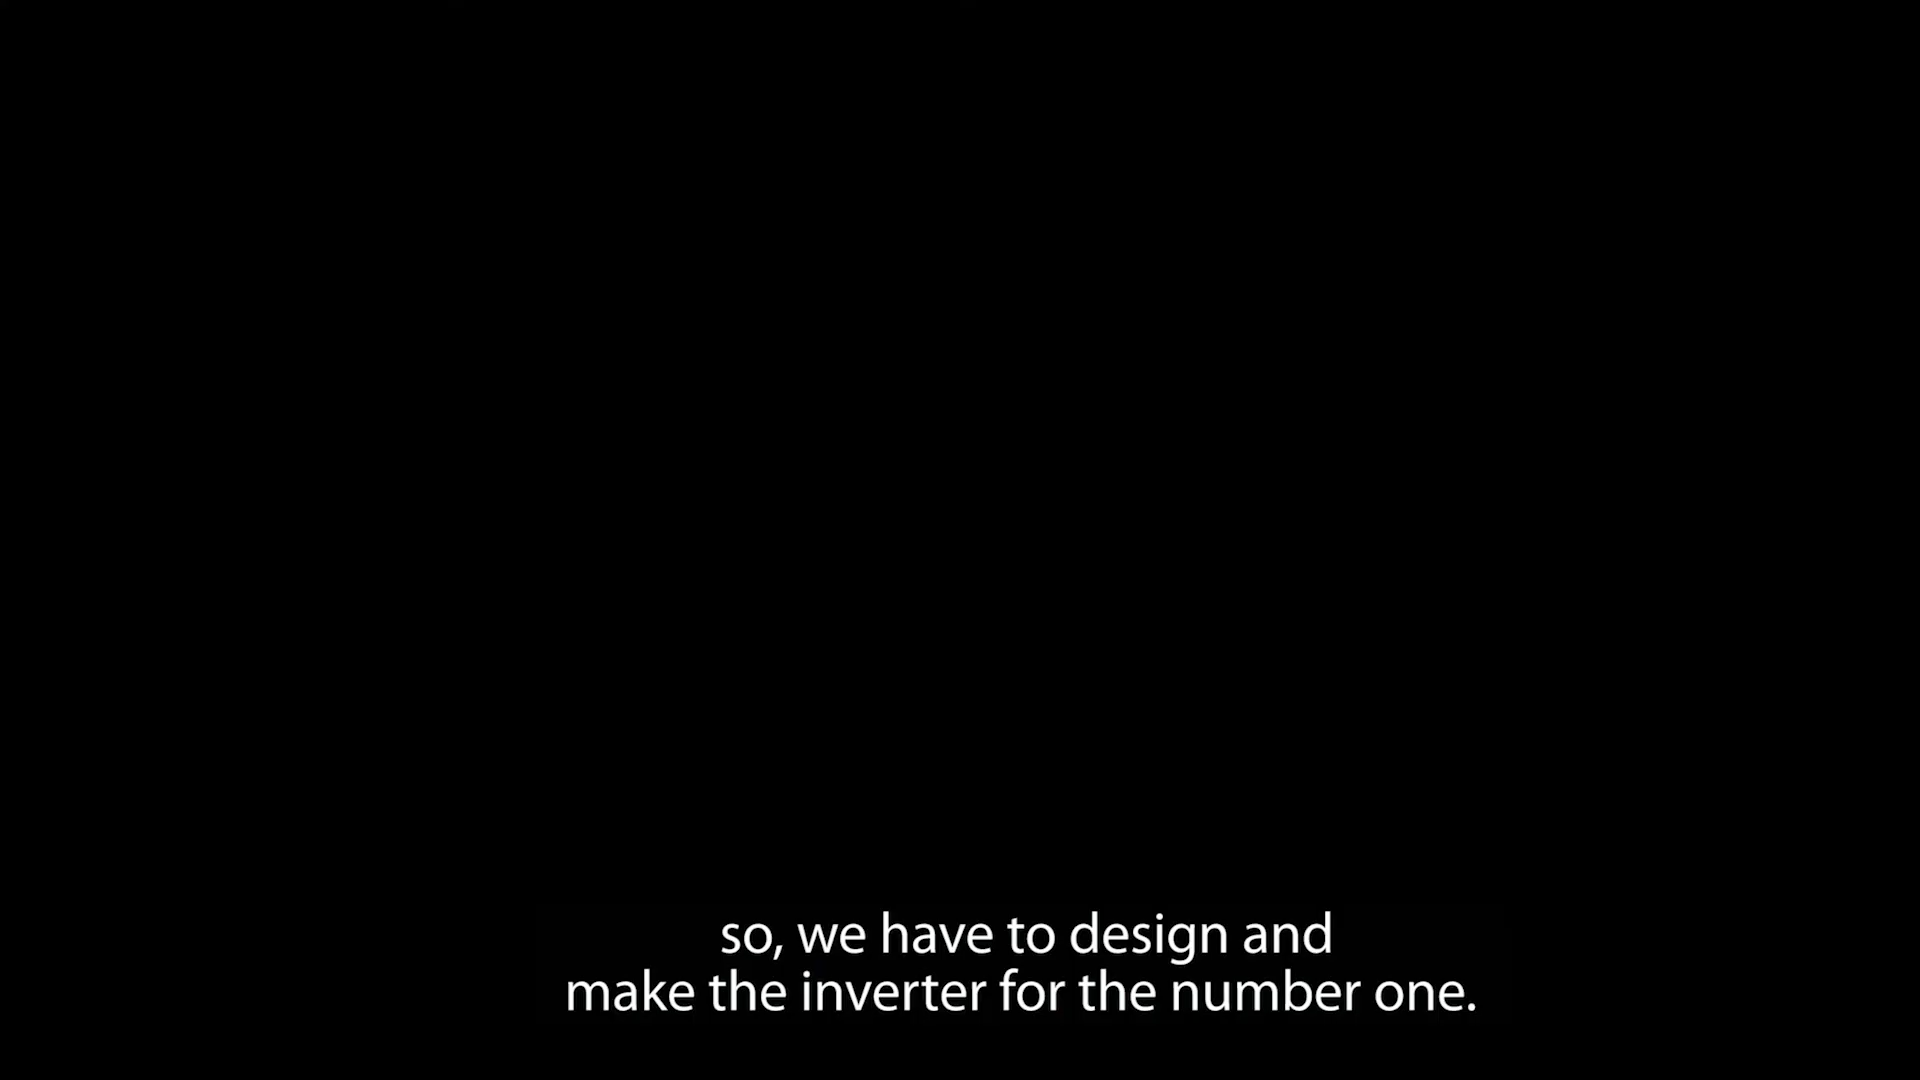 so, we have to design and
make the inverter for the number one.